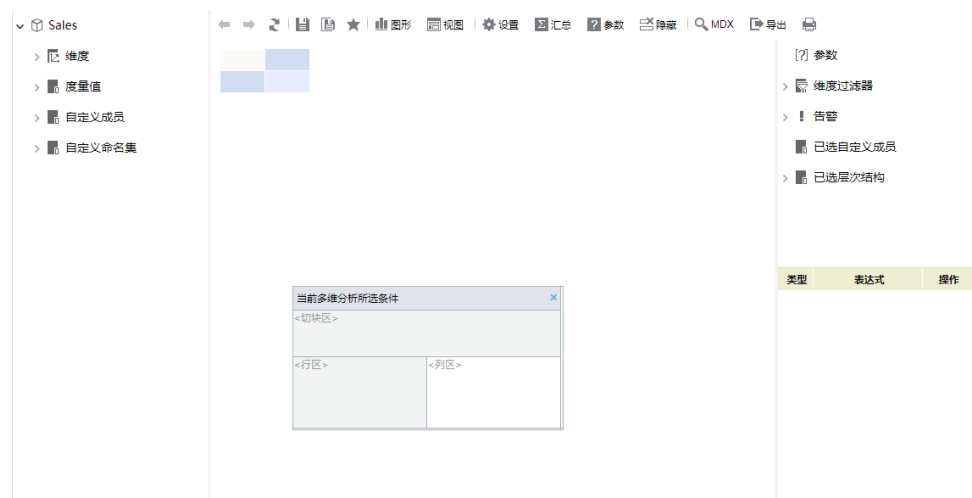 Sales
维度
度量值
自定义成员
自定义命名集
图形 视图 设置 汇总 参数 隐藏 MDX 导出
当前多维分析所选条件
<切块区>
<行区> <列区>
[?] 参数
维度过滤器
告警
已选自定义成员
已选层次结构
类型 表达式 操作